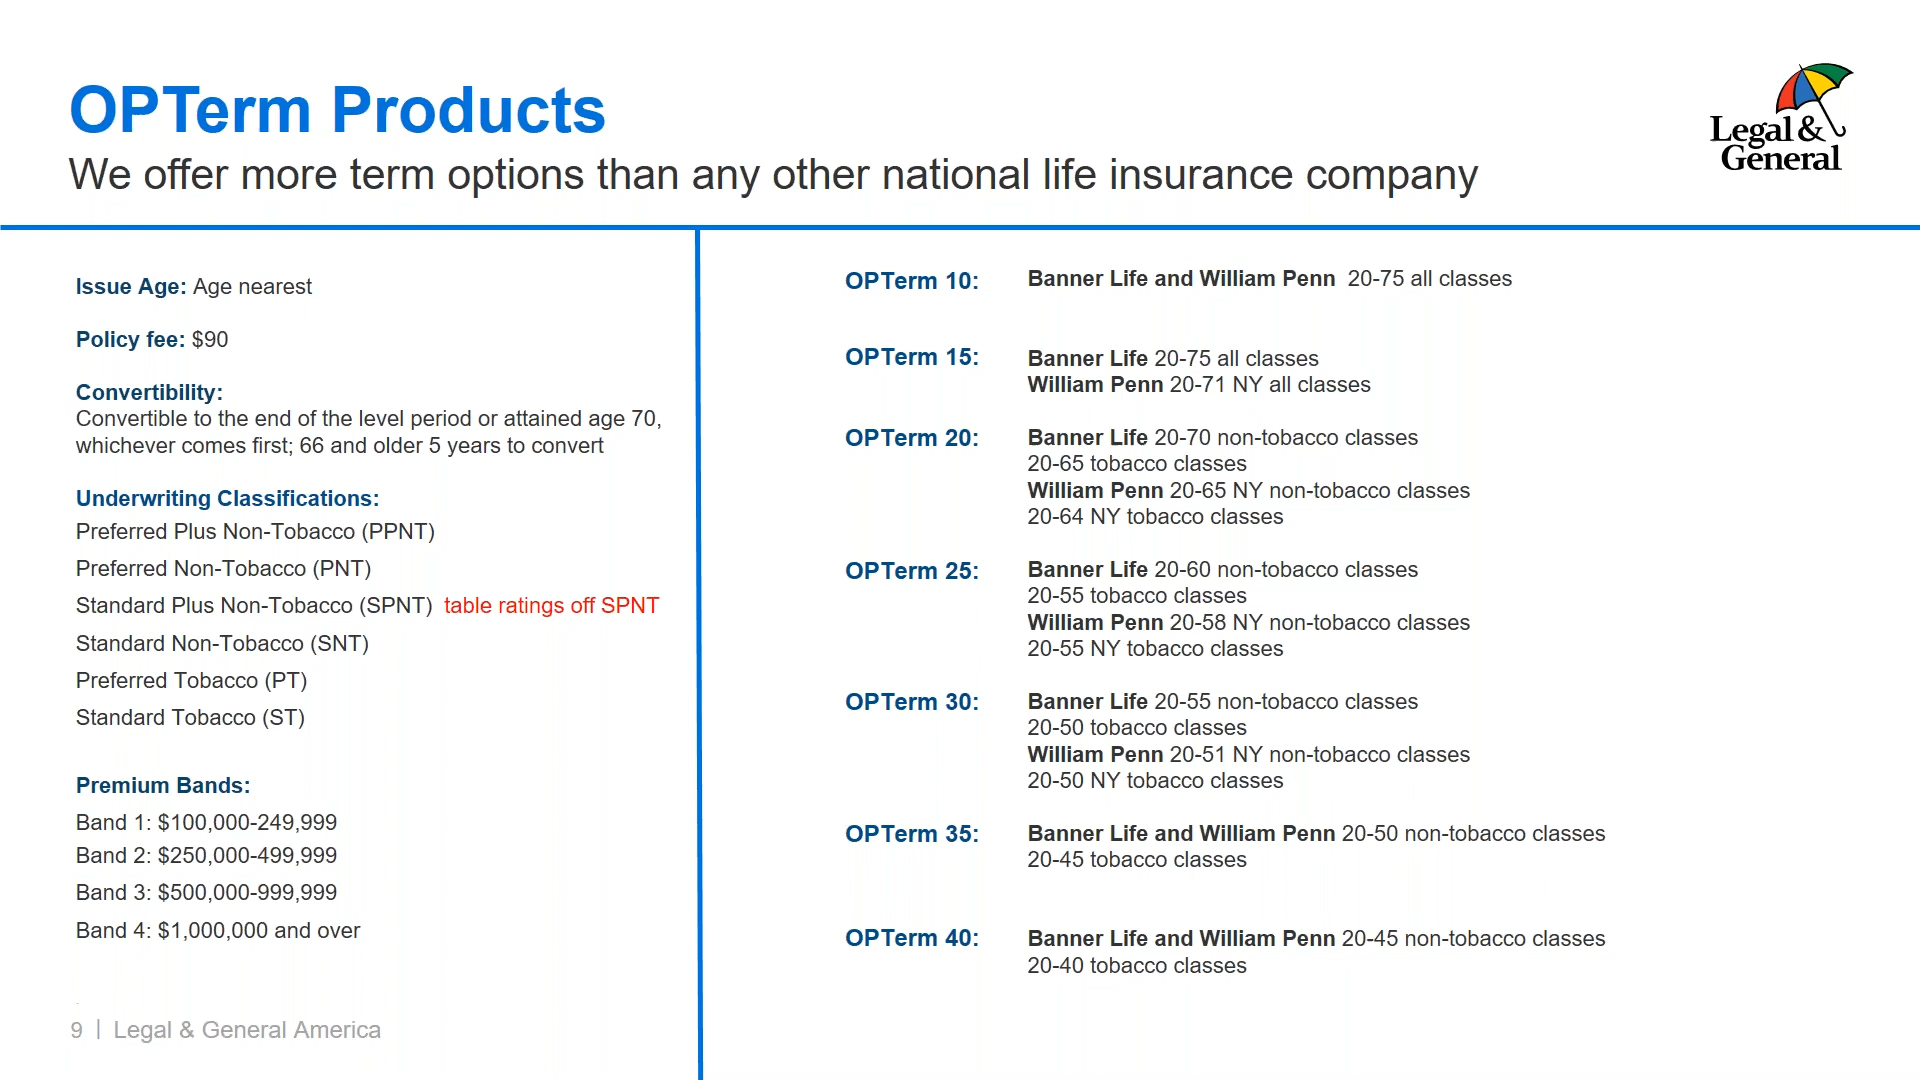 OPTerm Products
We offer more term options than any other national life insurance company
Legal &
General
Issue Age: Age nearest
Policy fee: $90
Convertibility:
Convertible to the end of the level period or attained age 70,
whichever comes first; 66 and older 5 years to convert
Underwriting Classifications:
Preferred Plus Non-Tobacco (PPNT)
Preferred Non-Tobacco (PNT)
Standard Plus Non-Tobacco (SPNT) table ratings off SPNT
Standard Non-Tobacco (SNT)
Preferred Tobacco (PT)
Standard Tobacco (ST)
Premium Bands:
Band 1: $100,000-249,999
Band 2: $250,000-499,999
Band 3: $500,000-999,999
Band 4: $1,000,000 and over
OPTerm 10: Banner Life and William Penn 20-75 all classes
OPTerm 15: Banner Life 20-75 all classes
William Penn 20-71 NY all classes
OPTerm 20: Banner Life 20-70 non-tobacco classes
20-65 tobacco classes
William Penn 20-65 NY non-tobacco classes
20-64 NY tobacco classes
OPTerm 25: Banner Life 20-60 non-tobacco classes
20-55 tobacco classes
William Penn 20-58 NY non-tobacco classes
20-55 NY tobacco classes
OPTerm 30: Banner Life 20-55 non-tobacco classes
20-50 tobacco classes
William Penn 20-51 NY non-tobacco classes
20-50 NY tobacco classes
OPTerm 35: Banner Life and William Penn 20-50 non-tobacco classes
20-45 tobacco classes
OPTerm 40: Banner Life and William Penn 20-45 non-tobacco classes
20-40 tobacco classes
9 | Legal & General America